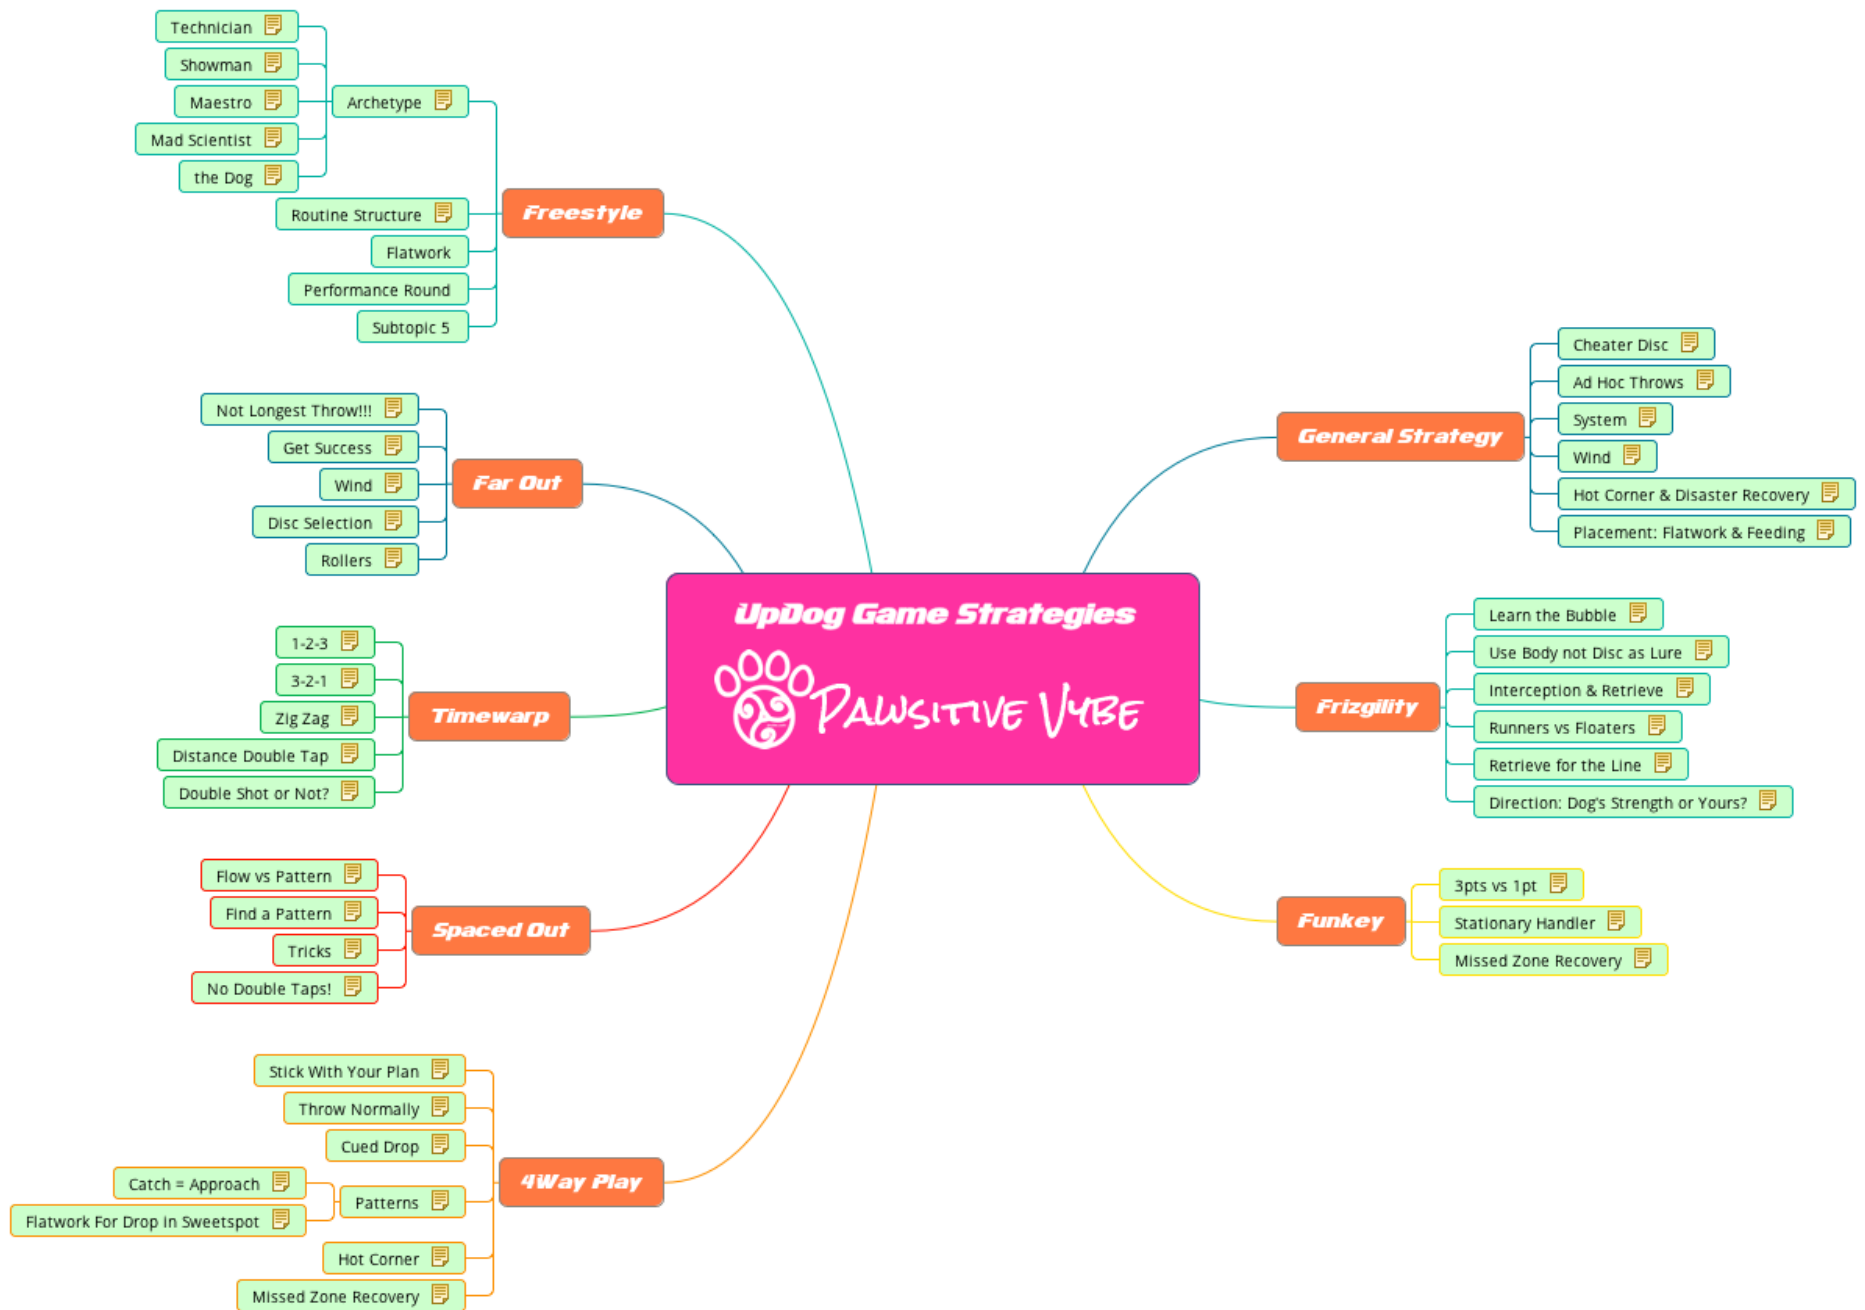 Technician
Showman
Maestro
Mad Scientist
the Dog
Archetype
Routine Structure
Flatwork
Performance Round
Subtopic 5
Freestyle
Not Longest Throw!!!
Get Success
Wind
Disc Selection
Rollers
Far Out
1-2-3
3-2-1
Zig Zag
Distance Double Tap
Double Shot or Not?
Timewarp
Flow vs Pattern
Find a Pattern
Tricks
No Double Taps!
Spaced Out
Stick With Your Plan
Throw Normally
Cued Drop
Catch = Approach
Flatwork For Drop in Sweetspot
Patterns
Hot Corner
Missed Zone Recovery
4Way Play
UpDog Game Strategies
Pawsitive Vybe
General Strategy
Cheater Disc
Ad Hoc Throws
System
Wind
Hot Corner & Disaster Recovery
Placement: Flatwork & Feeding
Frizgility
Learn the Bubble
Use Body not Disc as Lure
Interception & Retrieve
Runners vs Floaters
Retrieve for the Line
Direction: Dog's Strength or Yours?
Funkey
3pts vs 1pt
Stationary Handler
Missed Zone Recovery